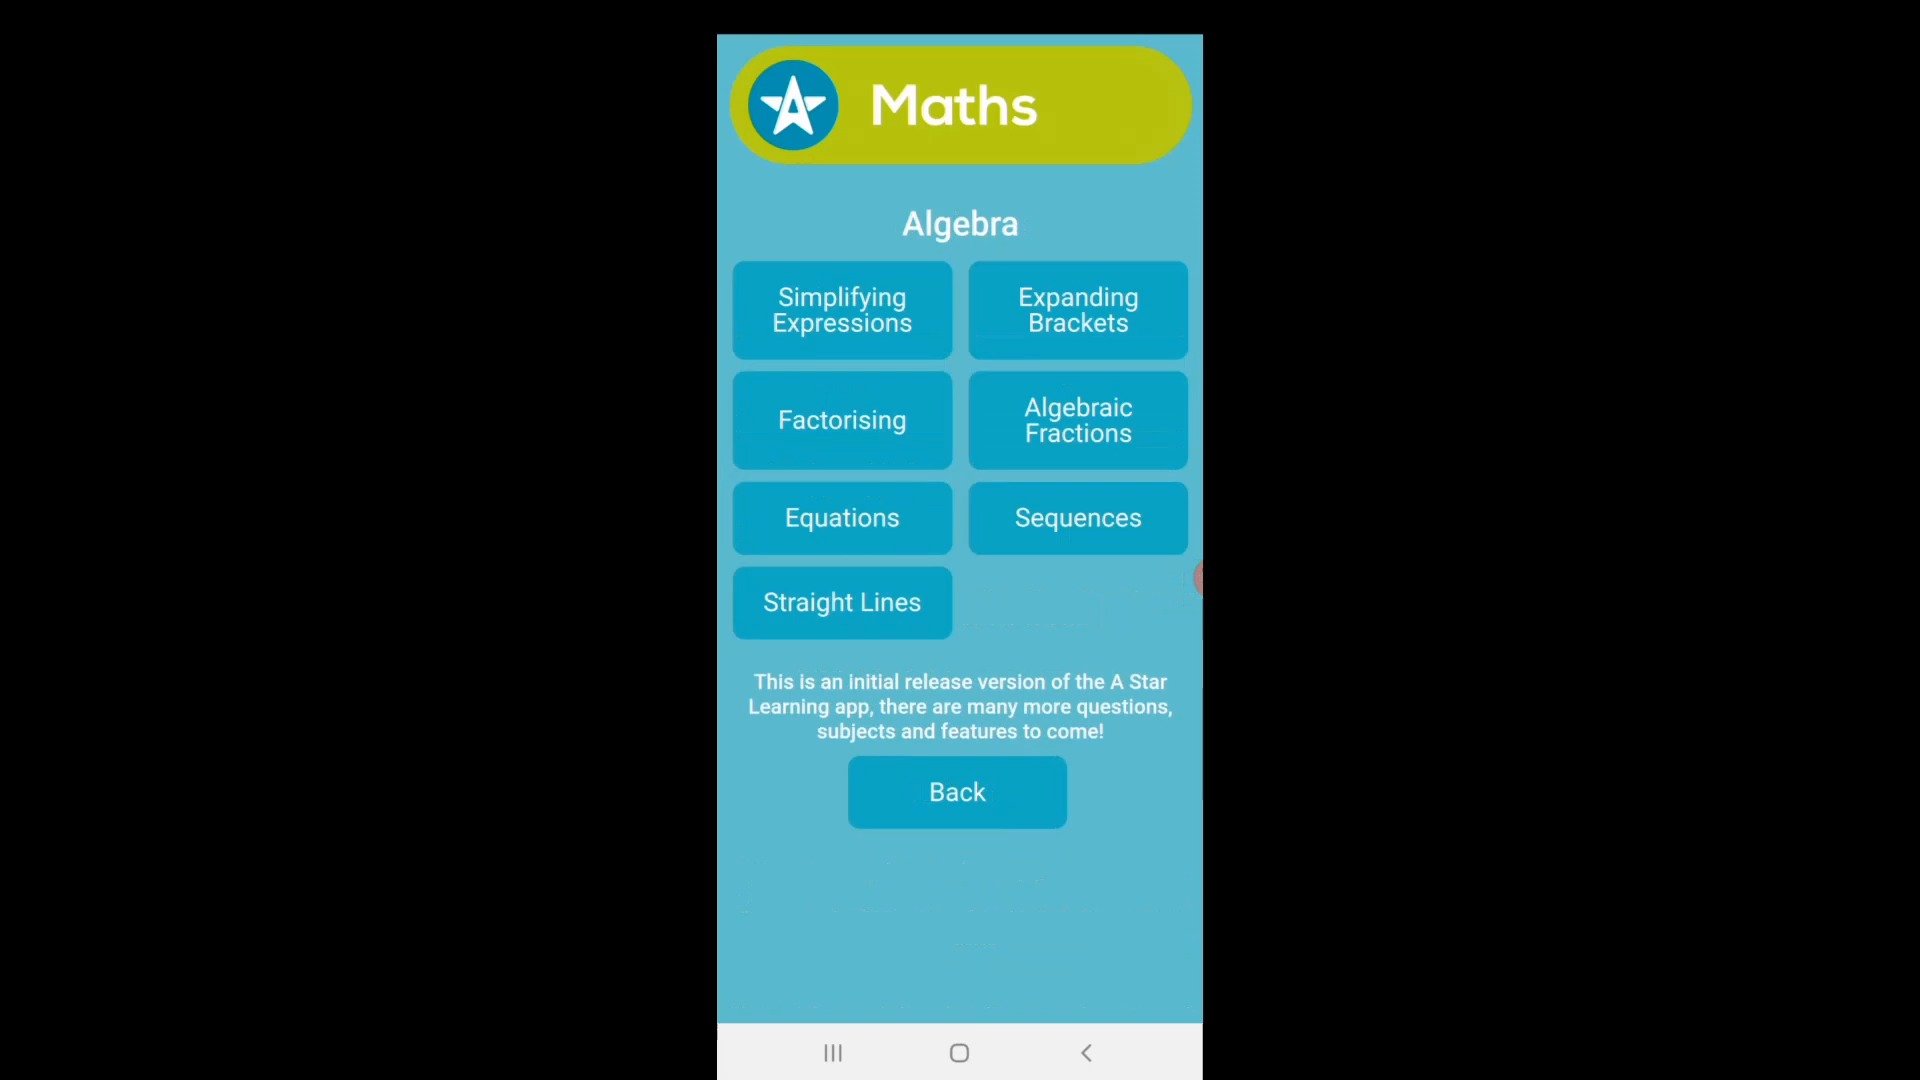 Maths
Algebra
Simplifying
Expressions
Expanding
Brackets
Factorising
Algebraic
Fractions
Equations
Sequences
Straight Lines
This is an initial release version of the A Star
Learning app, there are many more questions,
subjects and features to come!
Back